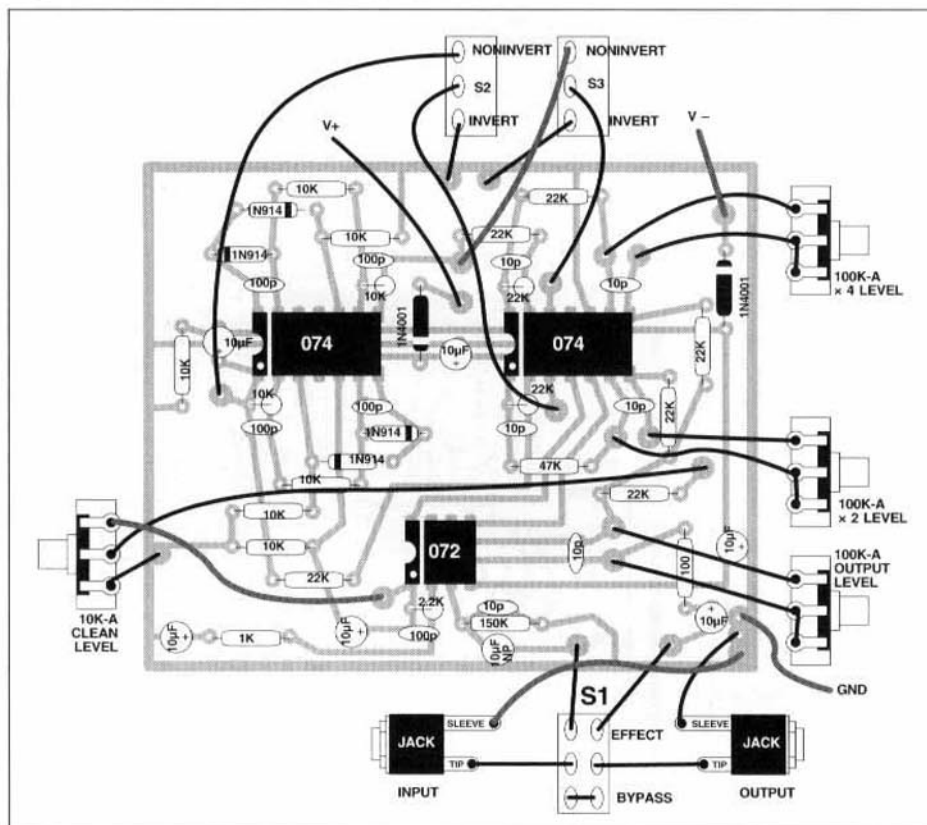 NONINVERT
NONINVERT
S2
S3
INVERT
INVERT
V+
V −
10K
22K
1N914
10K
22K
1N914
100p
10p
100p
10K
22K
10p
100K-A
× 4 LEVEL
1N4001
1N4001
10µF
+
074
10µF
+
074
22K
10K
10K
100p
22K
10p
22K
100p
1N914
10p
1N914
47K
10K
22K
100K-A
× 2 LEVEL
10K
10K
072
10p
100
10µF
+
100K-A
OUTPUT
LEVEL
22K
10K-A
CLEAN
LEVEL
2.2K
10p
10µF
+
1K
10µF
+
100p
150K
10µF
NP
+
10µF
GND
S1
SLEEVE
EFFECT
SLEEVE
JACK
JACK
TIP
TIP
INPUT
BYPASS
OUTPUT